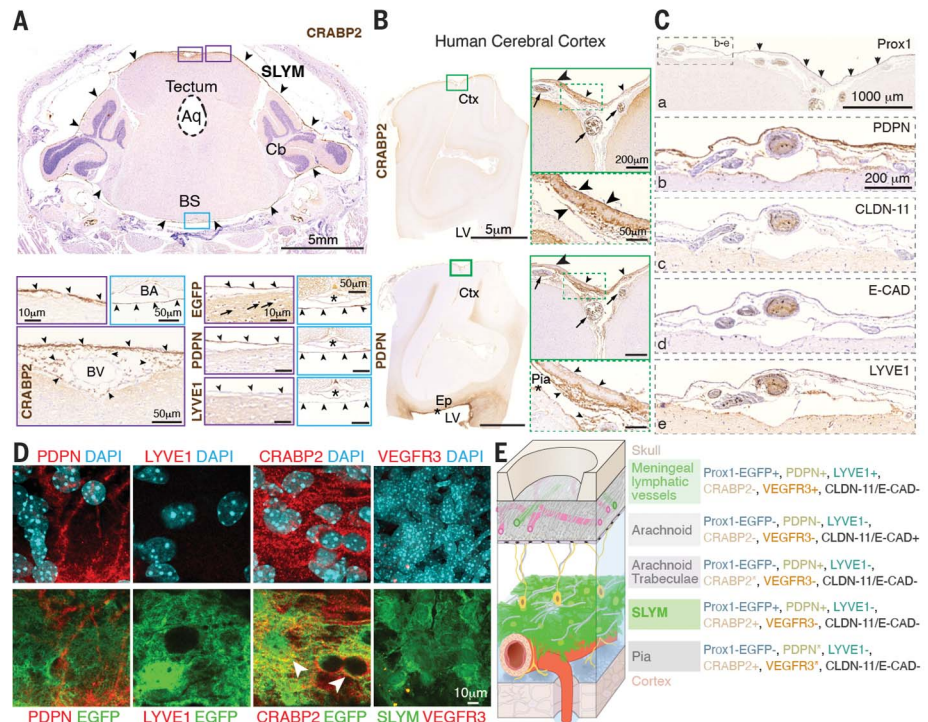 A
CRABP2
SLYM
Tectum
Aq
Cb
BS
5mm
CRABP2
10µm
BA
50µm
BV
50µm
EGFP
10µm
50µm
*
PDPN
*
LYVE1
*
B
Human Cerebral Cortex
CRABP2
Ctx
LV
5µm
200µm
50µm
PDPN
Ctx
Ep
*
LV
Pia
*
C
b-e
Prox1
a
1000 µm
PDPN
b
200 µm
CLDN-11
c
E-CAD
d
LYVE1
e
D
PDPN DAPI
LYVE1 DAPI
CRABP2 DAPI
VEGFR3 DAPI
10µm
PDPN EGFP
LYVE1 EGFP
CRABP2 EGFP
SLYM VEGFR3
E
Skull
Meningeal
lymphatic
vessels
Prox1-EGFP+, PDPN+, LYVE1+,
CRABP2-, VEGFR3+, CLDN-11/E-CAD-
Arachnoid
Prox1-EGFP-, PDPN-, LYVE1-,
CRABP2-, VEGFR3-, CLDN-11/E-CAD+
Arachnoid
Trabeculae
Prox1-EGFP-, PDPN+, LYVE1-,
CRABP2*, VEGFR3-, CLDN-11/E-CAD-
SLYM
Prox1-EGFP+, PDPN+, LYVE1-,
CRABP2+, VEGFR3-, CLDN-11/E-CAD-
Pia
Prox1-EGFP-, PDPN*, LYVE1-,
CRABP2+, VEGFR3*, CLDN-11/E-CAD-
Cortex